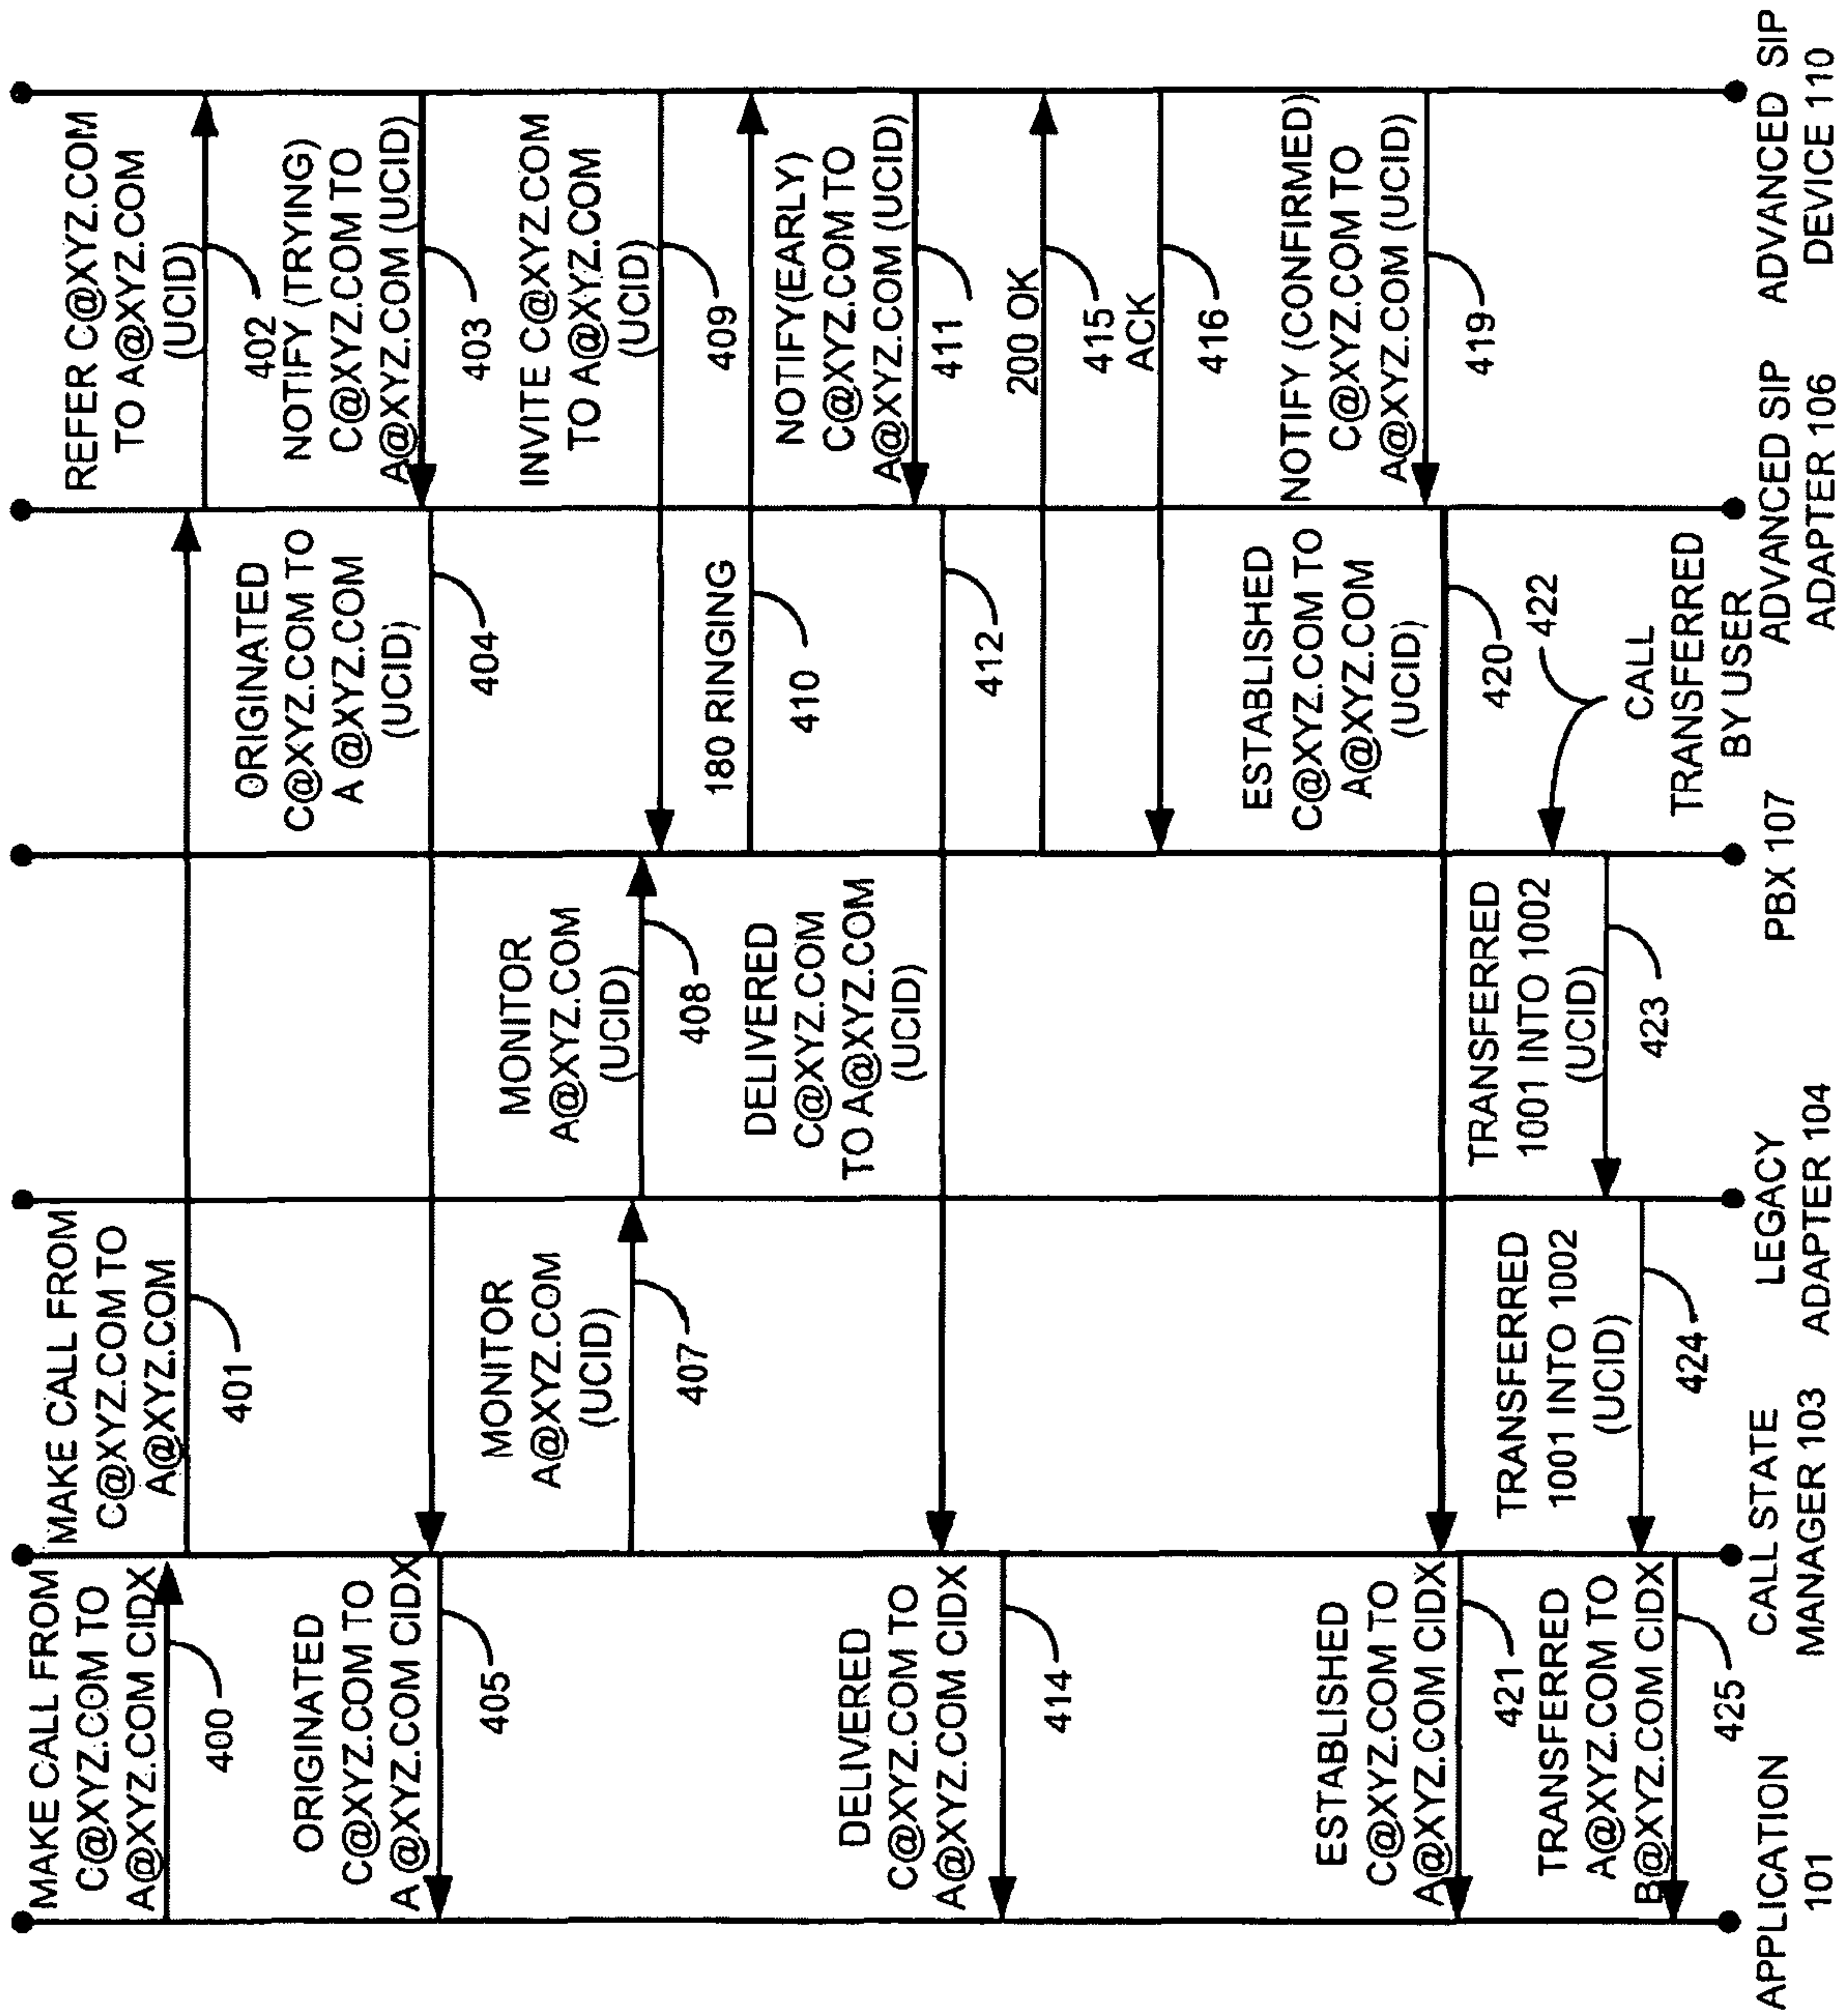 MAKE CALL FROM
C@XYZ.COM TO
A@XYZ.COM CIDX
400
MAKE CALL FROM
C@XYZ.COM TO
A@XYZ.COM
401
REFER C@XYZ.COM
TO A@XYZ.COM
(UCID)
402
NOTIFY (TRYING)
C@XYZ.COM TO
A@XYZ.COM (UCID)
403
ORIGINATED
C@XYZ.COM TO
A @XYZ.COM
(UCID)
404
ORIGINATED
C@XYZ.COM TO
A @XYZ.COM CIDX
405
MONITOR
A@XYZ.COM
(UCID)
407
MONITOR
A@XYZ.COM
(UCID)
408
INVITE C@XYZ.COM
TO A@XYZ.COM
(UCID)
409
180 RINGING
410
NOTIFY(EARLY)
C@XYZ.COM TO
A@XYZ.COM (UCID)
411
DELIVERED
C@XYZ.COM
TO A@XYZ.COM
(UCID)
412
DELIVERED
C@XYZ.COM TO
A@XYZ.COM CIDX
414
200 OK
415
ACK
416
NOTIFY (CONFIRMED)
C@XYZ.COM TO
A@XYZ.COM (UCID)
419
ESTABLISHED
C@XYZ.COM TO
A@XYZ.COM
(UCID)
420
ESTABLISHED
C@XYZ.COM TO
A@XYZ.COM CIDX
421
422
CALL
TRANSFERRED
BY USER
TRANSFERRED
1001 INTO 1002
(UCID)
423
TRANSFERRED
1001 INTO 1002
(UCID)
424
TRANSFERRED
A@XYZ.COM TO
B@XYZ.COM CIDX
425
APPLICATION
101
CALL STATE
MANAGER 103
LEGACY
ADAPTER 104
PBX 107
ADVANCED SIP
ADAPTER 106
ADVANCED SIP
DEVICE 110